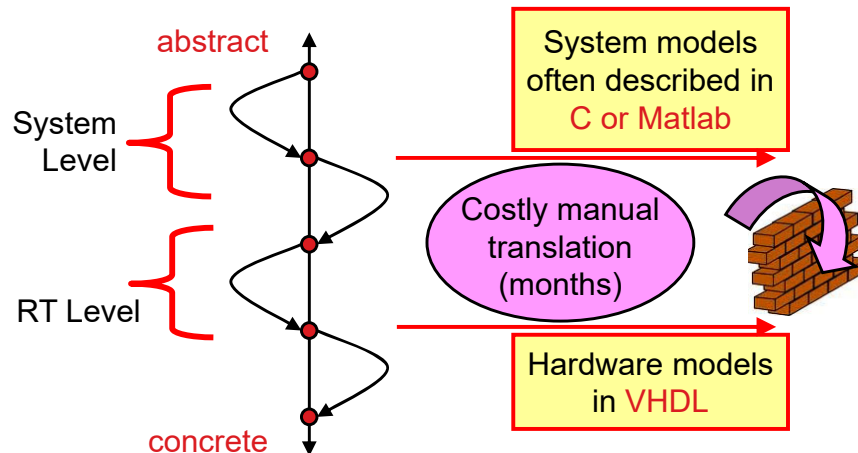 abstract
System
Level
RT Level
concrete
System models
often described in
C or Matlab
Costly manual
translation
(months)
Hardware models
in VHDL